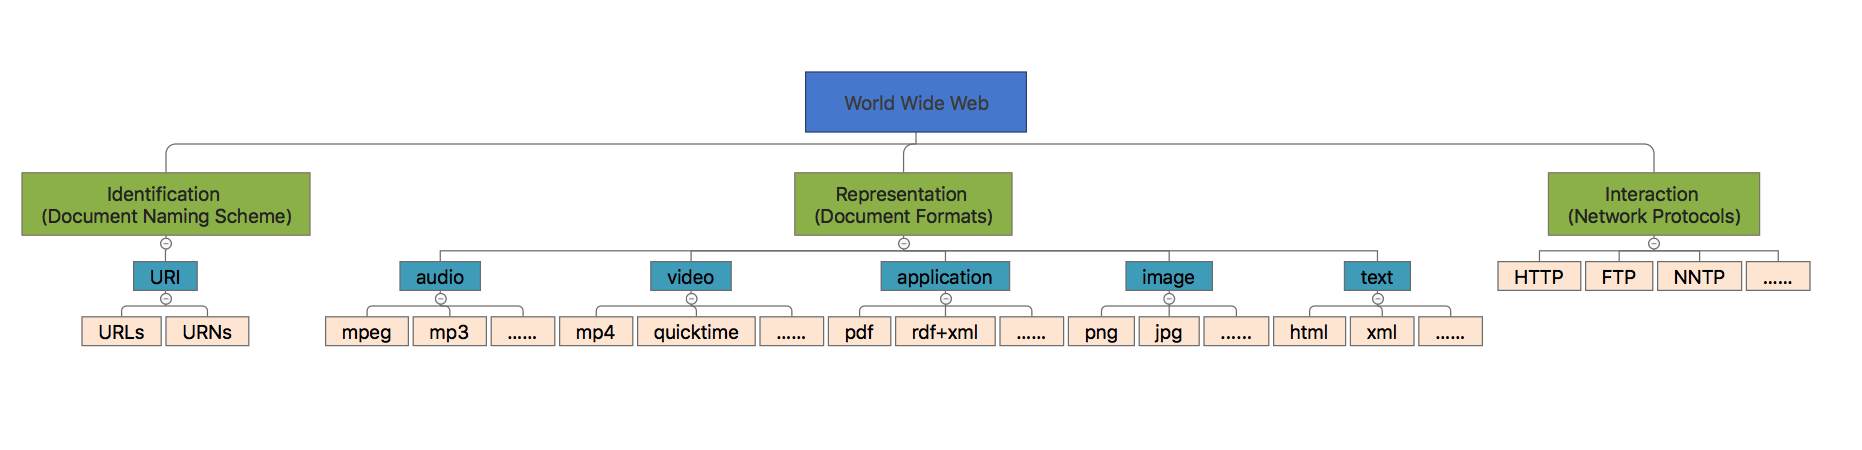 World Wide Web
Identification
(Document Naming Scheme)
Representation
(Document Formats)
Interaction
(Network Protocols)
URI
audio
video
application
image
text
HTTP
FTP
NNTP
......
URLs
URNs
mpeg
mp3
......
mp4
quicktime
......
pdf
rdf+xml
......
png
jpg
......
html
xml
......